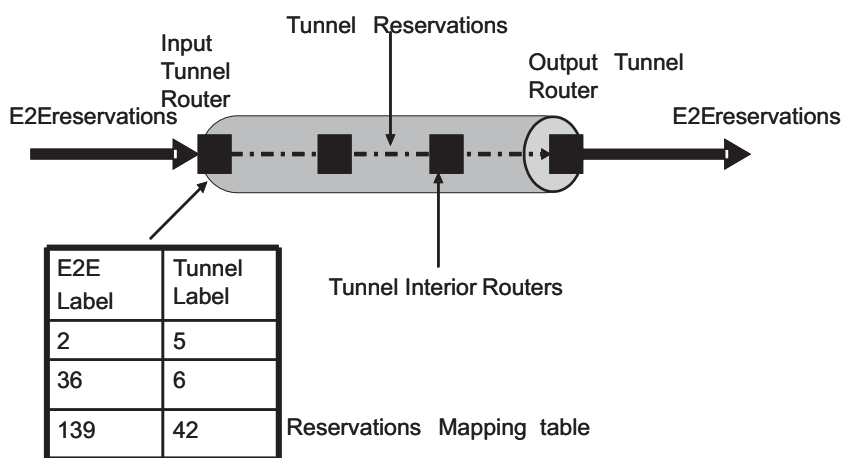 Tunnel Reservations
Input
Tunnel
Router
Output Tunnel
Router
E2Ereservations
E2Ereservations
E2E
Label
Tunnel
Label
2 5
36 6
139 42
Tunnel Interior Routers
Reservations Mapping table